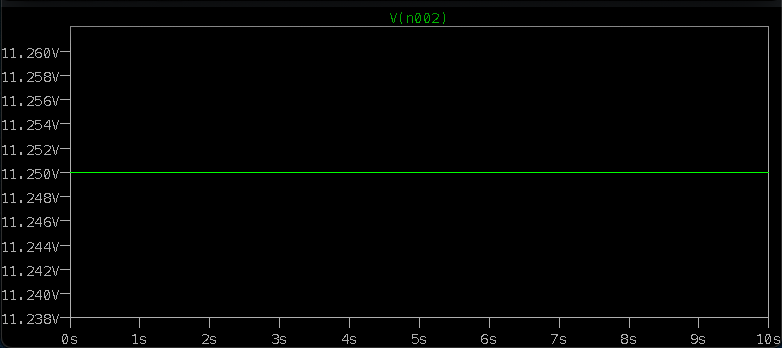 V(n002)
11.260V
11.258V
11.256V
11.254V
11.252V
11.250V
11.248V
11.246V
11.244V
11.242V
11.240V
11.238V
0s 1s 2s 3s 4s 5s 6s 7s 8s 9s 10s